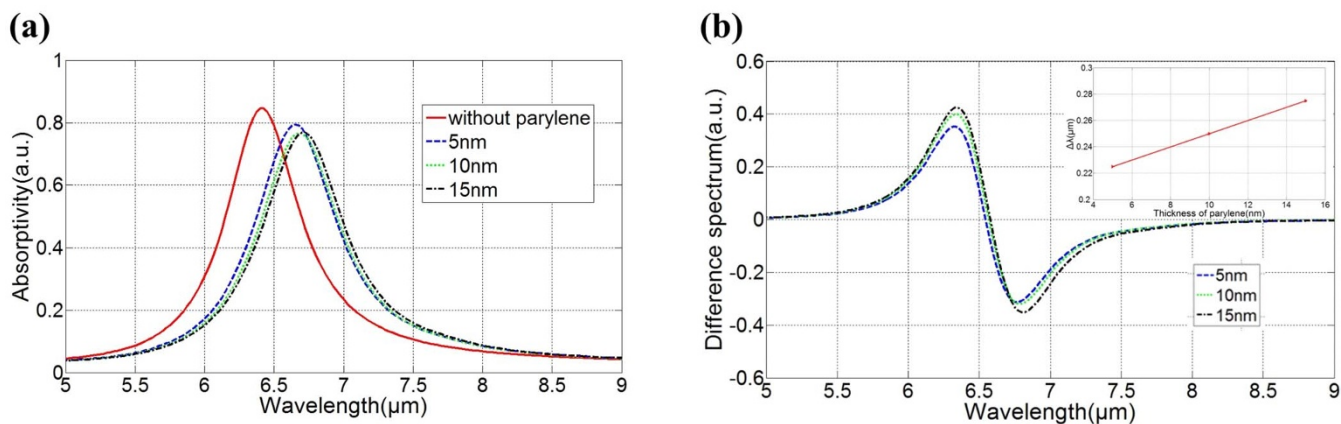 (a)
Absorptivity(a.u.)
1
0.8
0.6
0.4
0.2
0
5
5.5
6
6.5
7
7.5
8
8.5
9
Wavelength(μm)
without parylene
5nm
10nm
15nm
(b)
Difference spectrum(a.u.)
0.6
0.4
0.2
0
-0.2
-0.4
-0.6
5
5.5
6
6.5
7
7.5
8
8.5
9
Wavelength(μm)
Δλ(μm)
0.3
0.28
0.26
0.24
0.22
0.2
4
6
8
10
12
14
16
Thickness of parylene(nm)
5nm
10nm
15nm